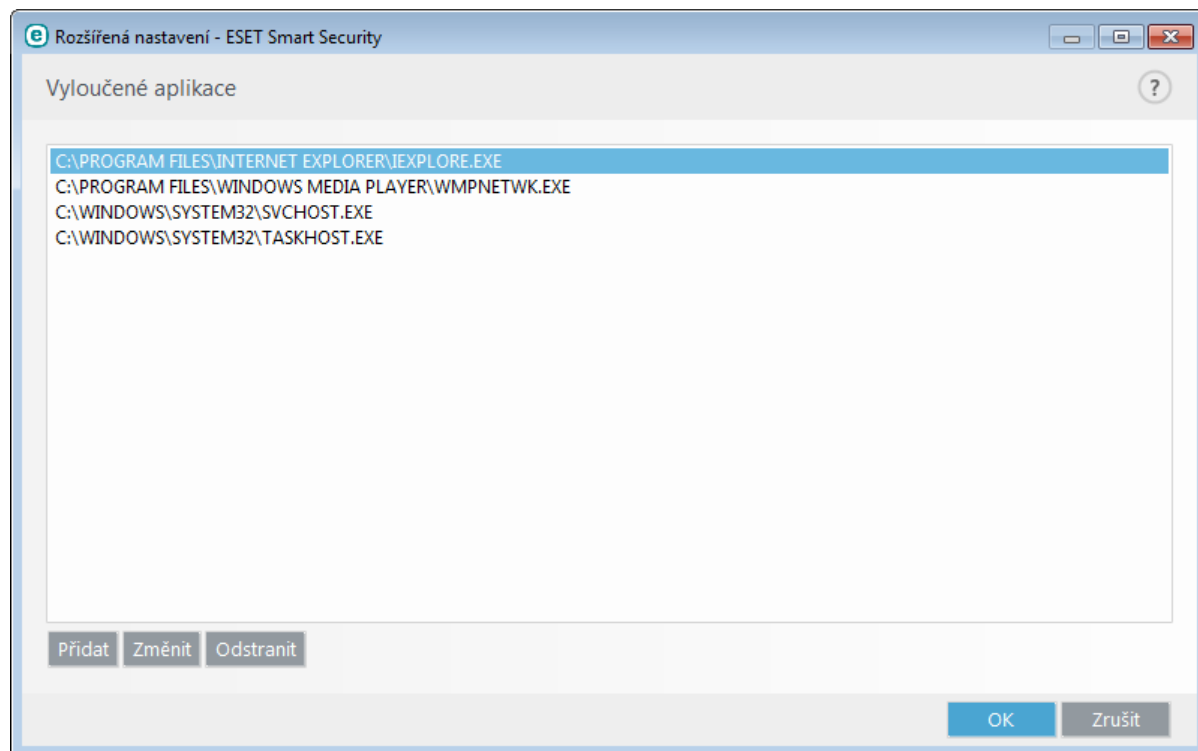 Rozšířená nastavení - ESET Smart Security
Vyloučené aplikace
?
C:\PROGRAM FILES\INTERNET EXPLORER\IEXPLORE.EXE
C:\PROGRAM FILES\WINDOWS MEDIA PLAYER\WMPNETWK.EXE
C:\WINDOWS\SYSTEM32\SVCHOST.EXE
C:\WINDOWS\SYSTEM32\TASKHOST.EXE
Přidat Změnit Odstranit
OK Zrušit